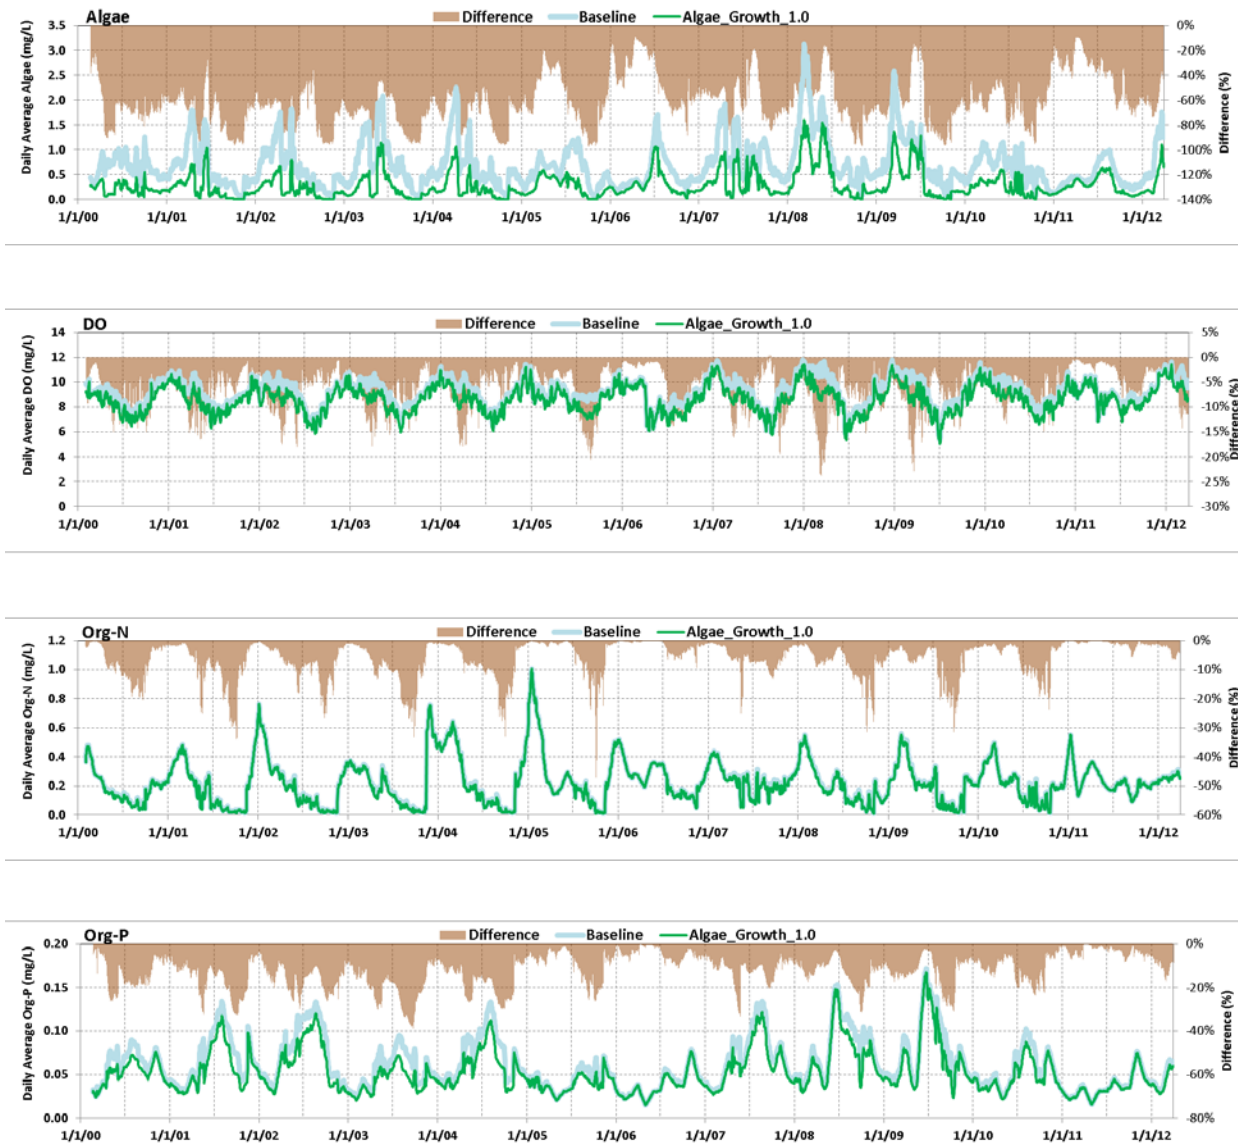 Algae
Difference Baseline Algae_Growth_1.0
Daily Average Algae (mg/L)
3.5
3.0
2.5
2.0
1.5
1.0
0.5
0.0
0%
-20%
-40%
-60%
-80%
-100%
-120%
-140%
Difference (%)
1/1/00 1/1/01 1/1/02 1/1/03 1/1/04 1/1/05 1/1/06 1/1/07 1/1/08 1/1/09 1/1/10 1/1/11 1/1/12
DO
Difference Baseline Algae_Growth_1.0
Daily Average DO (mg/L)
14
12
10
8
6
4
2
0
5%
0%
-5%
-10%
-15%
-20%
-25%
-30%
Difference (%)
1/1/00 1/1/01 1/1/02 1/1/03 1/1/04 1/1/05 1/1/06 1/1/07 1/1/08 1/1/09 1/1/10 1/1/11 1/1/12
Org-N
Difference Baseline Algae_Growth_1.0
Daily Average Org-N (mg/L)
1.2
1.0
0.8
0.6
0.4
0.2
0.0
0%
-10%
-20%
-30%
-40%
-50%
-60%
Difference (%)
1/1/00 1/1/01 1/1/02 1/1/03 1/1/04 1/1/05 1/1/06 1/1/07 1/1/08 1/1/09 1/1/10 1/1/11 1/1/12
Org-P
Difference Baseline Algae_Growth_1.0
Daily Average Org-P (mg/L)
0.20
0.15
0.10
0.05
0.00
0%
-20%
-40%
-60%
-80%
Difference (%)
1/1/00 1/1/01 1/1/02 1/1/03 1/1/04 1/1/05 1/1/06 1/1/07 1/1/08 1/1/09 1/1/10 1/1/11 1/1/12